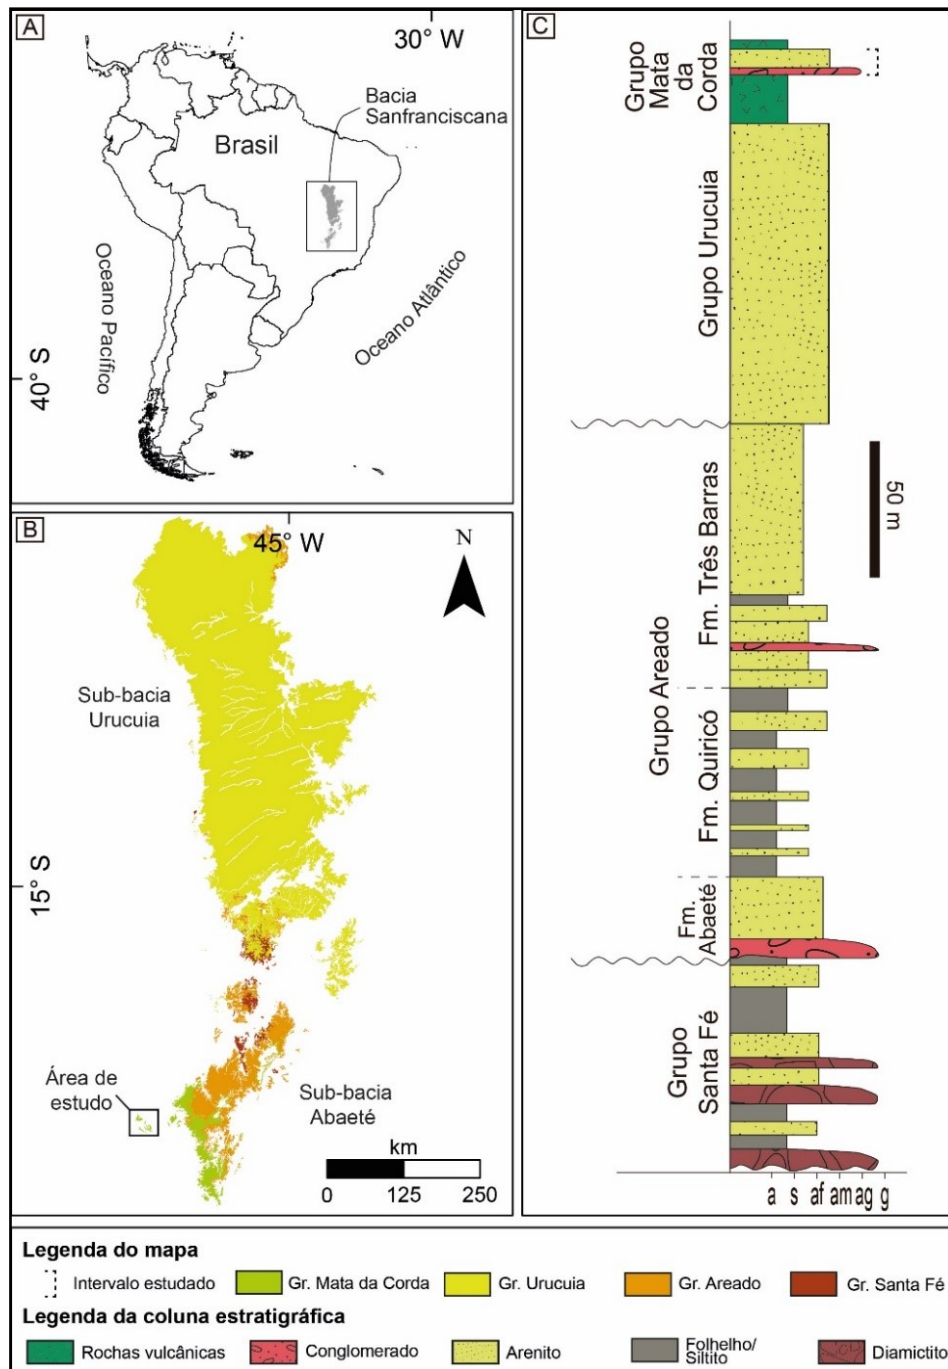 A
30° W
Bacia
Sanfranciscana
Brasil
Oceano Pacífico
Oceano Atlântico
40° S
B
45° W
N
Sub-bacia
Urucuia
15° S
Área de
estudo
Sub-bacia
Abaeté
km
0 125 250
C
Grupo
Mata
da
Corda
Grupo Urucuia
Grupo Areado
Fm. Três Barras
50 m
Fm. Quiricó
Fm.
Abaeté
Grupo
Santa Fé
a s af am ag g
Legenda do mapa
Intervalo estudado Gr. Mata da Corda Gr. Urucuia Gr. Areado Gr. Santa Fé
Legenda da coluna estratigráfica
Rochas vulcânicas Conglomerado Arenito Folhelho/
Siltito Diamictito